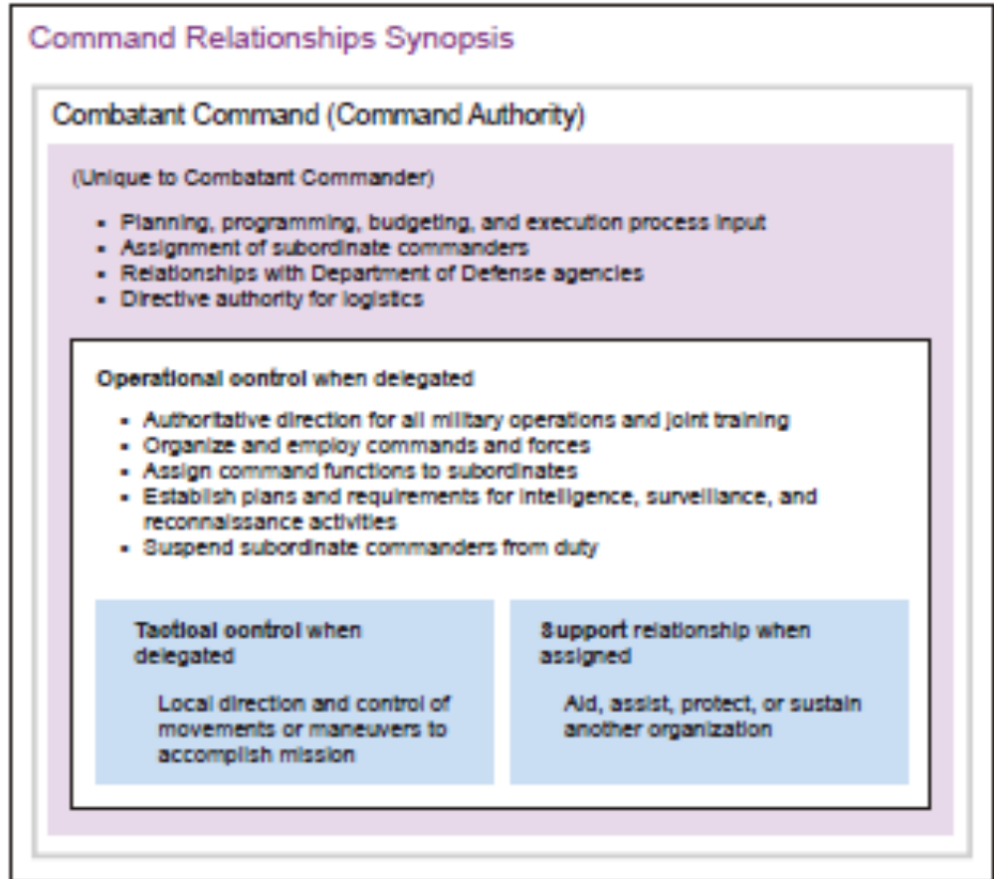 Command Relationships Synopsis
Combatant Command (Command Authority)
(Unique to Combatant Commander)
• Planning, programming, budgeting, and execution process input
• Assignment of subordinate commanders
• Relationships with Department of Defense agencies
• Directive authority for logistics
Operational control when delegated
• Authoritative direction for all military operations and joint training
• Organize and employ commands and forces
• Assign command functions to subordinates
• Establish plans and requirements for intelligence, surveillance, and
reconnaissance activities
• Suspend subordinate commanders from duty
Tactical control when
delegated
Local direction and control of
movements or maneuvers to
accomplish mission
Support relationship when
assigned
Aid, assist, protect, or sustain
another organization